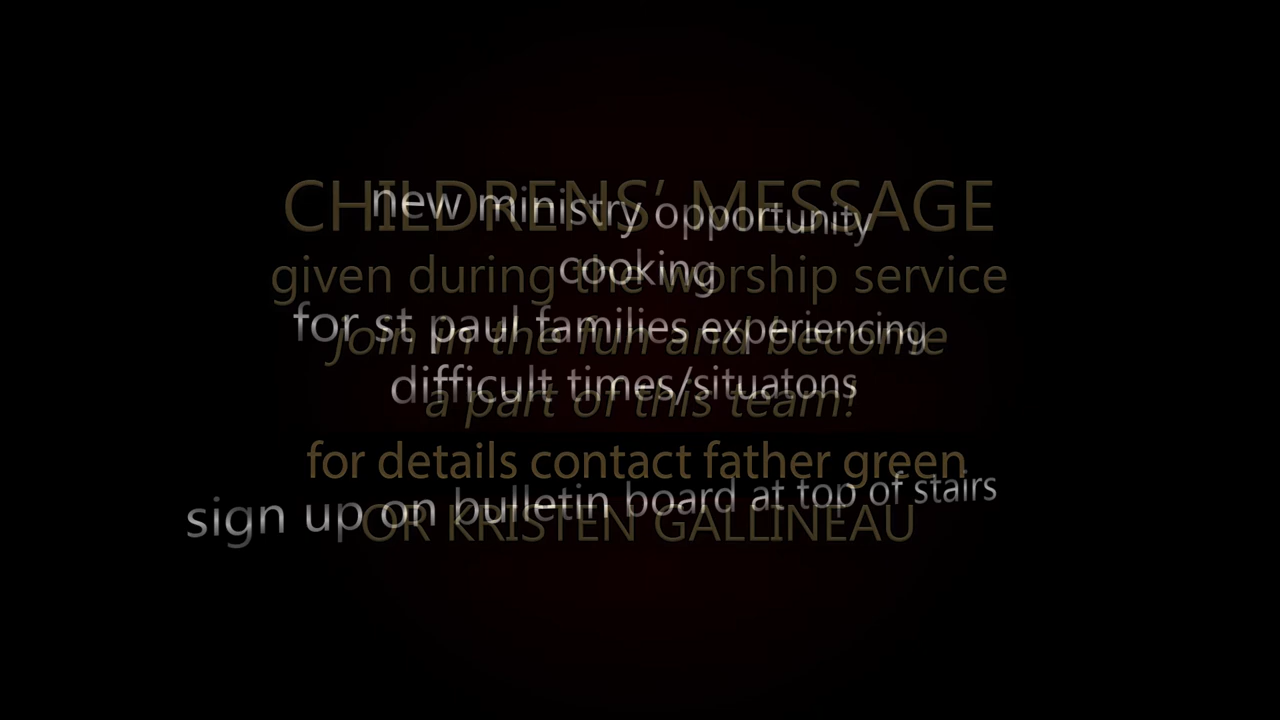 CHILDRENS’ MESSAGE
given during the worship service
join in the fun and become
a part of this team!
for details contact father green
OR KRISTEN GALLINEAU
new ministry opportunity
cooking
for st paul families experiencing
difficult times/situatons
sign up on bulletin board at top of stairs